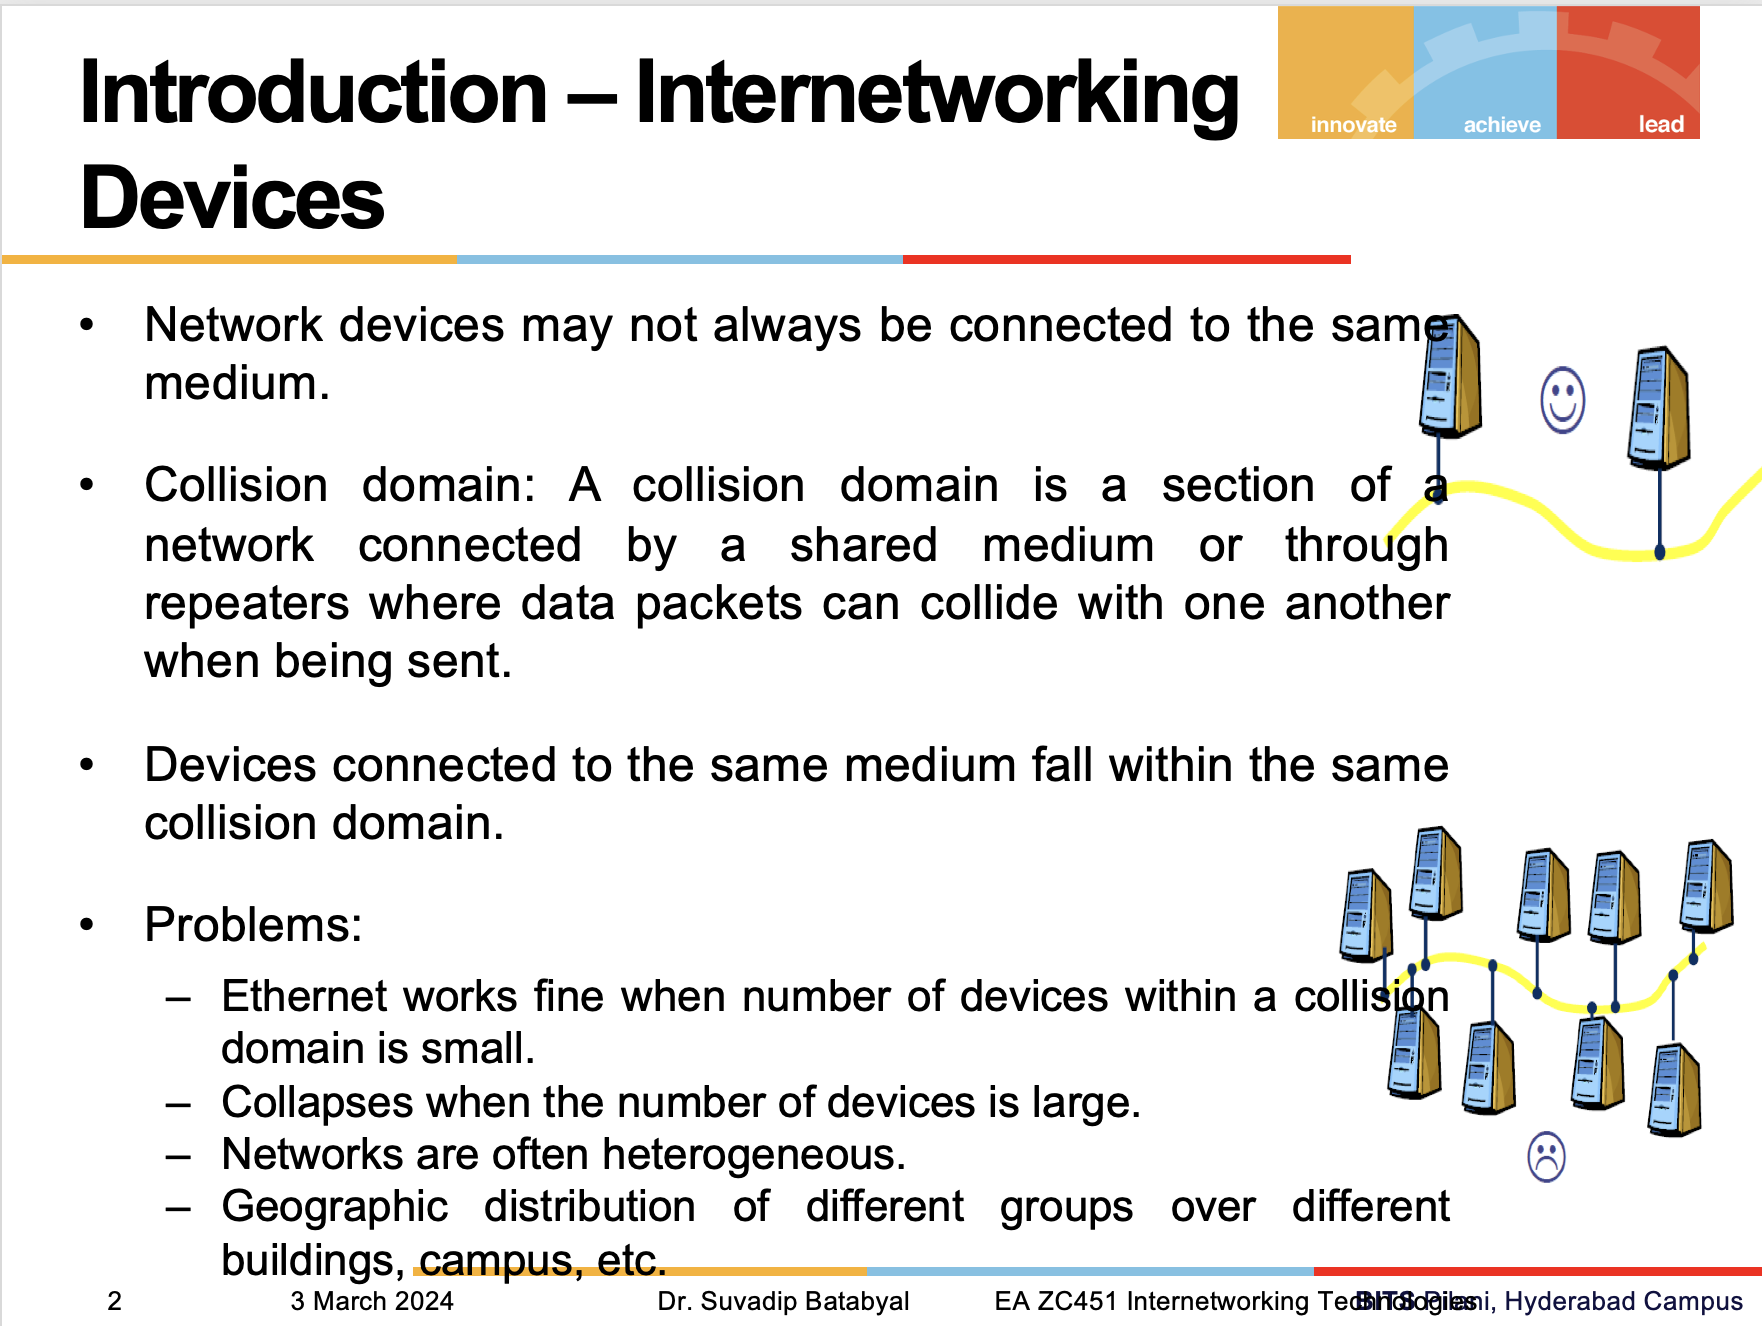 Introduction – Internetworking
Devices
innovate achieve lead
• Network devices may not always be connected to the same
medium.
• Collision domain: A collision domain is a section of a
network connected by a shared medium or through
repeaters where data packets can collide with one another
when being sent.
• Devices connected to the same medium fall within the same
collision domain.
• Problems:
– Ethernet works fine when number of devices within a collision
domain is small.
– Collapses when the number of devices is large.
– Networks are often heterogeneous.
– Geographic distribution of different groups over different
buildings, campus, etc.
2 3 March 2024 Dr. Suvadip Batabyal EA ZC451 Internetworking Technologies BITS Pilani, Hyderabad Campus